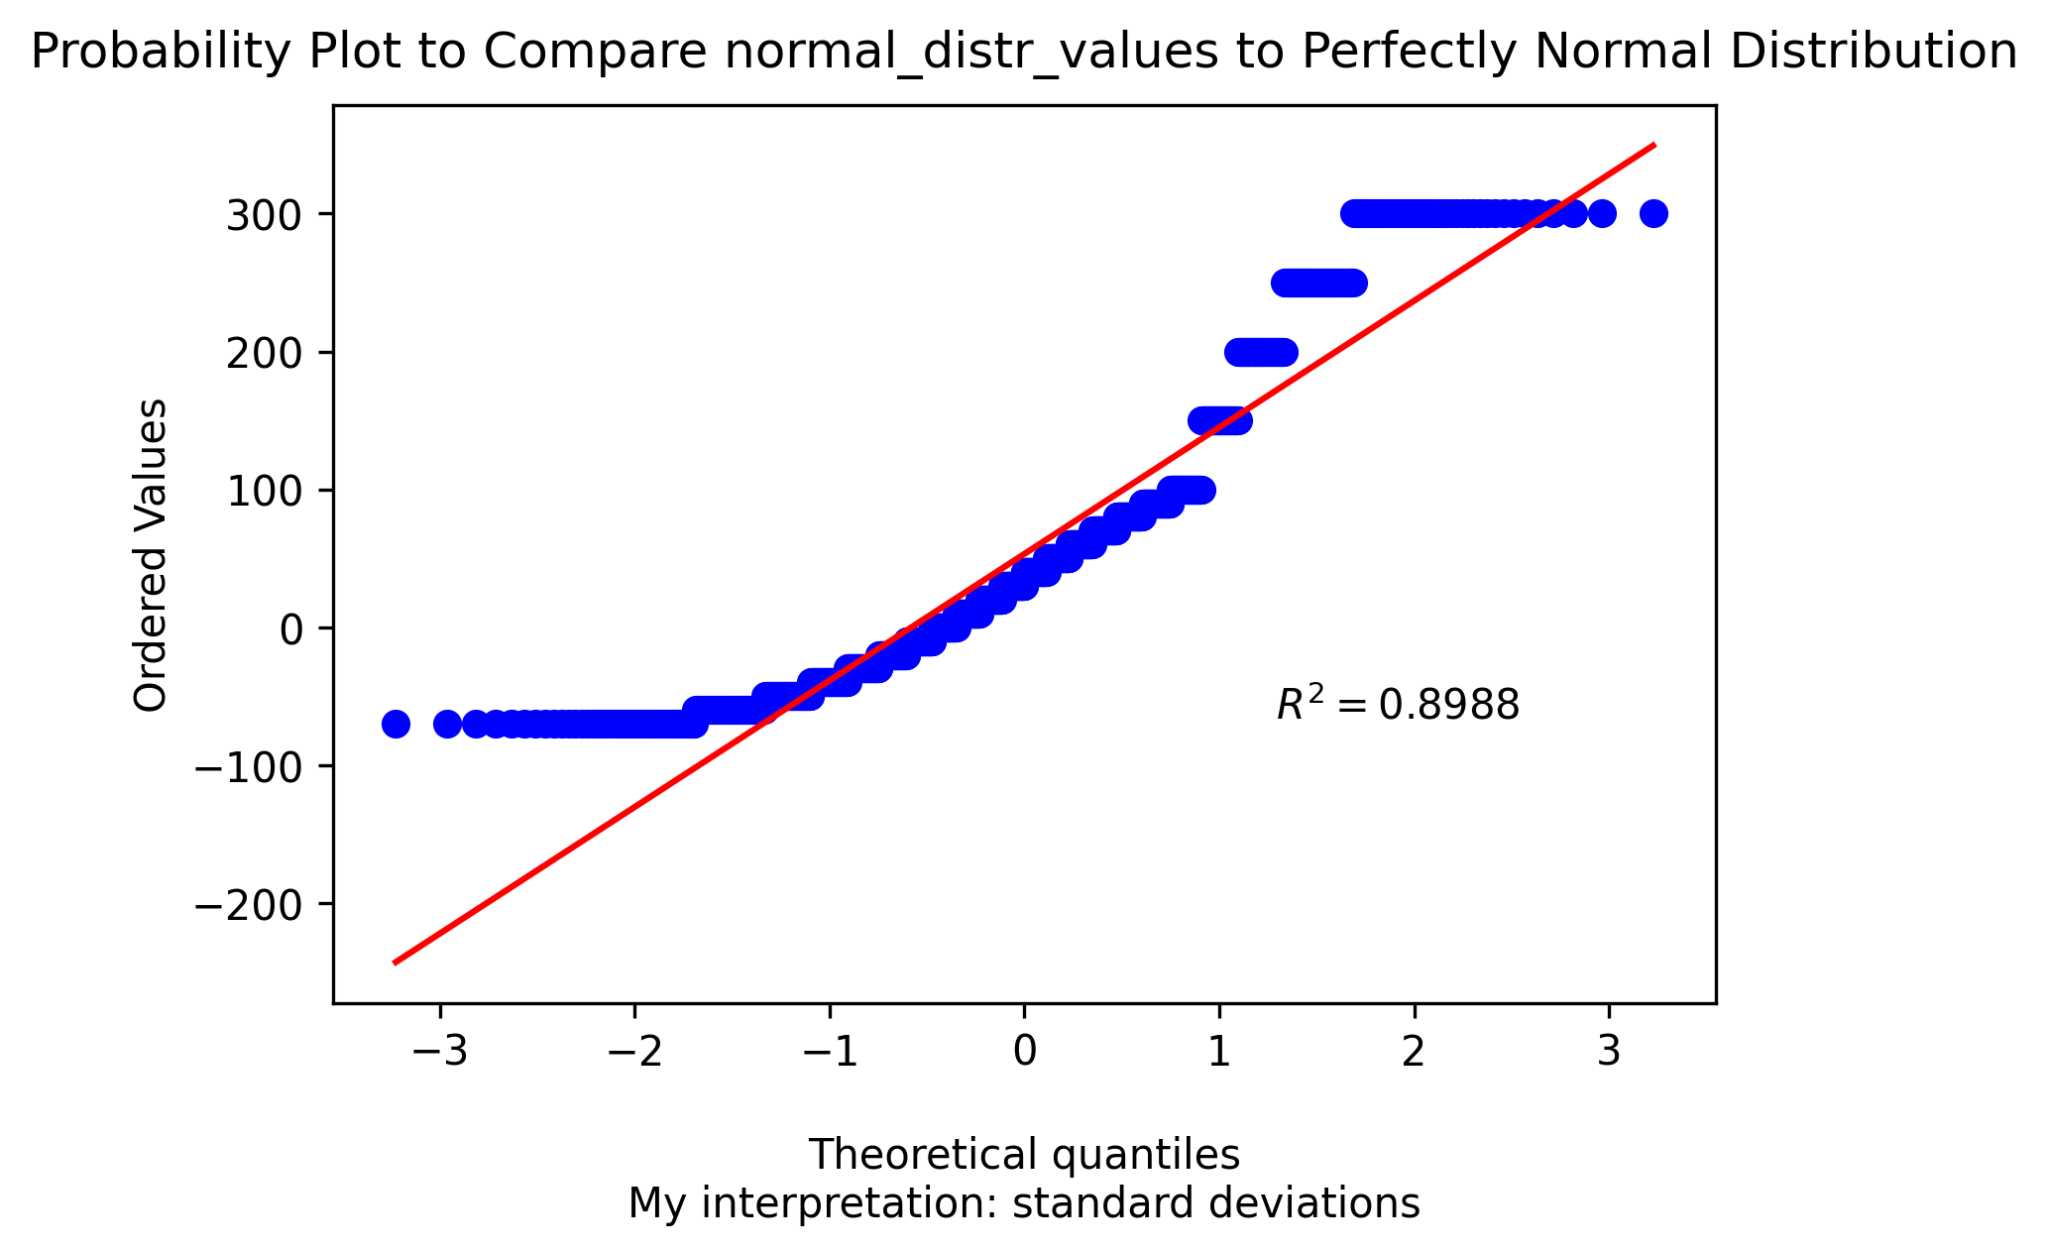 Probability Plot to Compare normal_distr_values to Perfectly Normal Distribution
300
200
100
0
−100
−200
Ordered Values
R² = 0.8988
−3 −2 −1 0 1 2 3
Theoretical quantiles
My interpretation: standard deviations